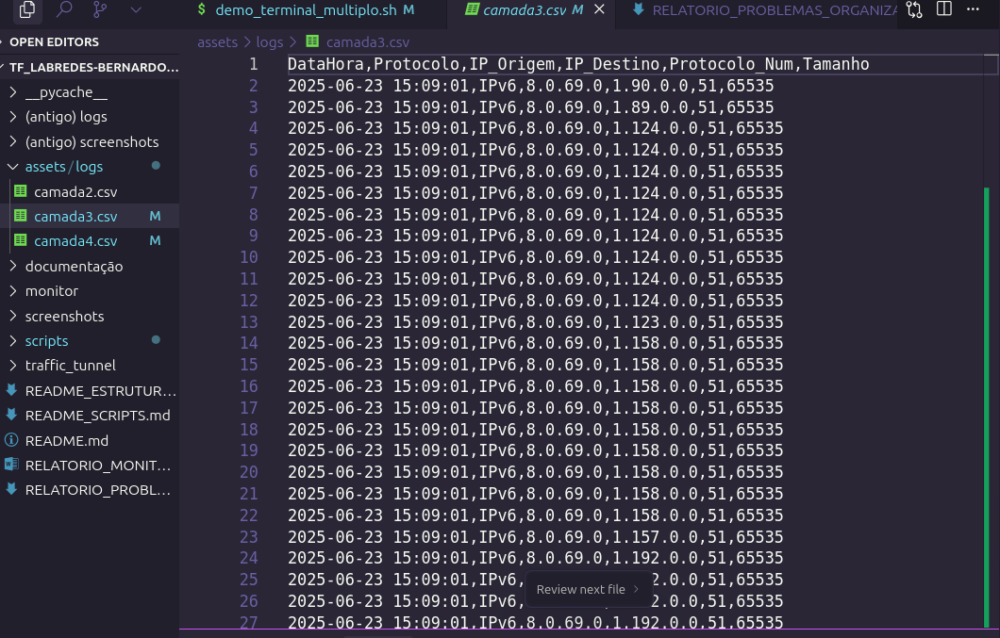 $ demo_terminal_multiplo.sh M
camada3.csv M
RELATORIO_PROBLEMAS_ORGANIZA
OPEN EDITORS
TF_LABREDES-BERNARDO...
__pycache__
(antigo) logs
(antigo) screenshots
assets/logs
camada2.csv
camada3.csv M
camada4.csv M
documentação
monitor
screenshots
scripts
traffic_tunnel
README_ESTRUTUR...
README_SCRIPTS.md
README.md
RELATORIO_MONIT...
RELATORIO_PROBL...
assets > logs > camada3.csv
1 DataHora,Protocolo,IP_Origem,IP_Destino,Protocolo_Num,Tamanho
2 2025-06-23 15:09:01,IPv6,8.0.69.0,1.90.0.0,51,65535
3 2025-06-23 15:09:01,IPv6,8.0.69.0,1.89.0.0,51,65535
4 2025-06-23 15:09:01,IPv6,8.0.69.0,1.124.0.0,51,65535
5 2025-06-23 15:09:01,IPv6,8.0.69.0,1.124.0.0,51,65535
6 2025-06-23 15:09:01,IPv6,8.0.69.0,1.124.0.0,51,65535
7 2025-06-23 15:09:01,IPv6,8.0.69.0,1.124.0.0,51,65535
8 2025-06-23 15:09:01,IPv6,8.0.69.0,1.124.0.0,51,65535
9 2025-06-23 15:09:01,IPv6,8.0.69.0,1.124.0.0,51,65535
10 2025-06-23 15:09:01,IPv6,8.0.69.0,1.124.0.0,51,65535
11 2025-06-23 15:09:01,IPv6,8.0.69.0,1.124.0.0,51,65535
12 2025-06-23 15:09:01,IPv6,8.0.69.0,1.124.0.0,51,65535
13 2025-06-23 15:09:01,IPv6,8.0.69.0,1.123.0.0,51,65535
14 2025-06-23 15:09:01,IPv6,8.0.69.0,1.158.0.0,51,65535
15 2025-06-23 15:09:01,IPv6,8.0.69.0,1.158.0.0,51,65535
16 2025-06-23 15:09:01,IPv6,8.0.69.0,1.158.0.0,51,65535
17 2025-06-23 15:09:01,IPv6,8.0.69.0,1.158.0.0,51,65535
18 2025-06-23 15:09:01,IPv6,8.0.69.0,1.158.0.0,51,65535
19 2025-06-23 15:09:01,IPv6,8.0.69.0,1.158.0.0,51,65535
20 2025-06-23 15:09:01,IPv6,8.0.69.0,1.158.0.0,51,65535
21 2025-06-23 15:09:01,IPv6,8.0.69.0,1.158.0.0,51,65535
22 2025-06-23 15:09:01,IPv6,8.0.69.0,1.158.0.0,51,65535
23 2025-06-23 15:09:01,IPv6,8.0.69.0,1.157.0.0,51,65535
24 2025-06-23 15:09:01,IPv6,8.0.69.0,1.192.0.0,51,65535
25 2025-06-23 15:09:01,IPv6, 2.0.0,51,65535
Review next file >
26 2025-06-23 15:09:01,IPv6, 2.0.0,51,65535
27 2025-06-23 15:09:01,IPv6,8.0.69.0,1.192.0.0,51,65535